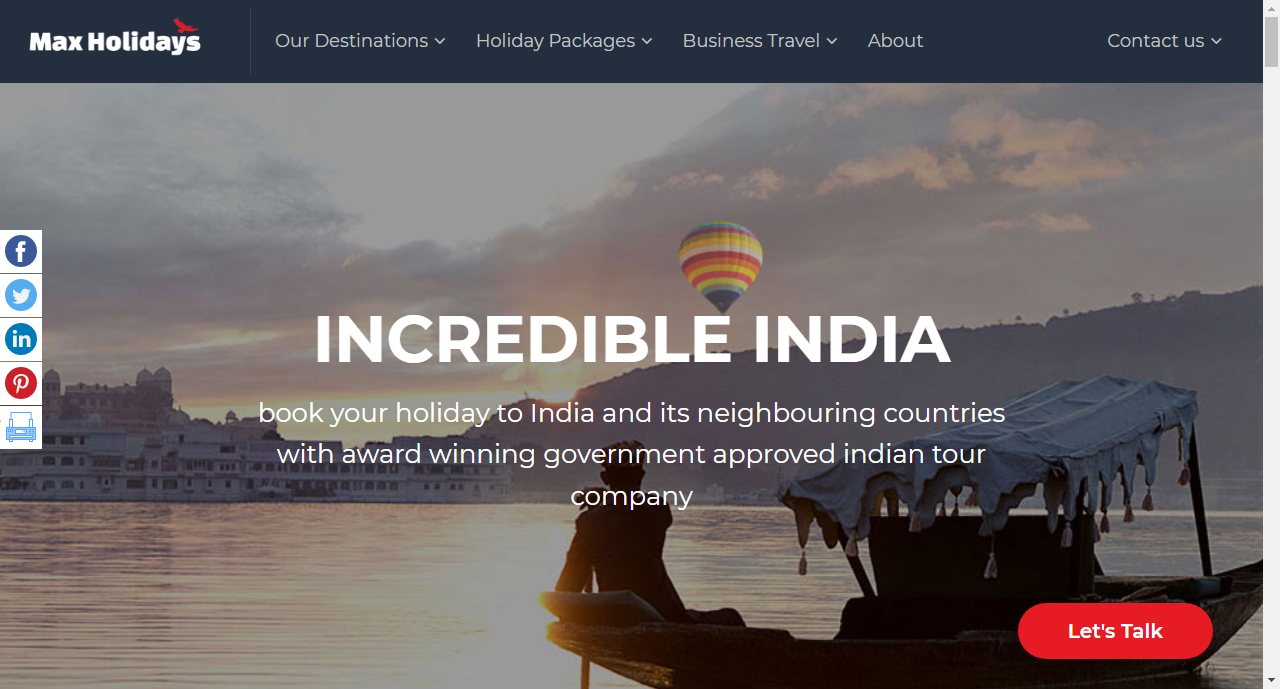 Max Holidays
Our Destinations
Holiday Packages
Business Travel
About
Contact us
INCREDIBLE INDIA
book your holiday to India and its neighbouring countries
with award winning government approved indian tour
company
Let's Talk